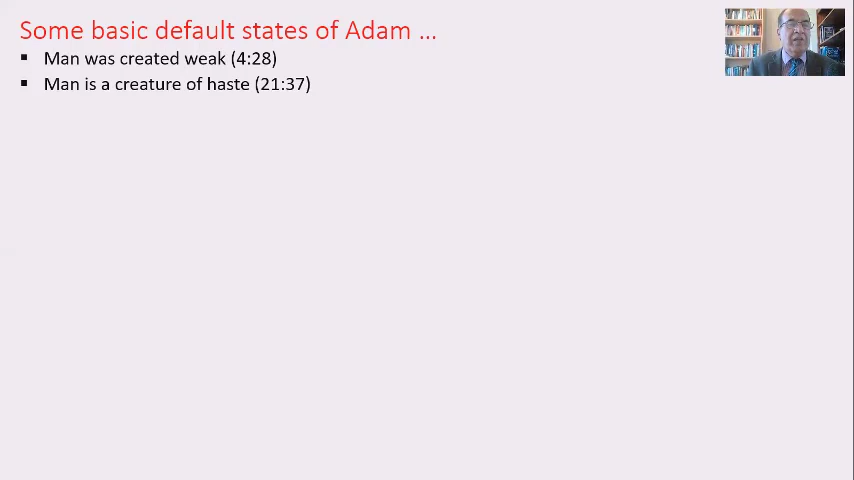 Some basic default states of Adam ...
▪ Man was created weak (4:28)
▪ Man is a creature of haste (21:37)